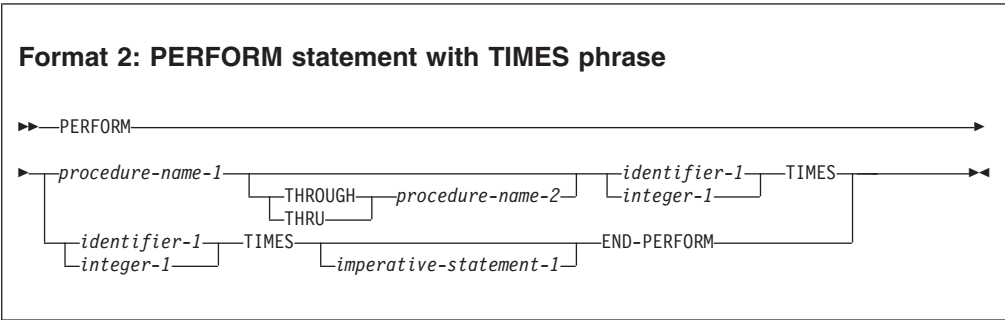 Format 2: PERFORM statement with TIMES phrase
PERFORM
procedure-name-1 identifier-1 TIMES
THROUGH procedure-name-2 integer-1
THRU
identifier-1 TIMES END-PERFORM
integer-1 imperative-statement-1